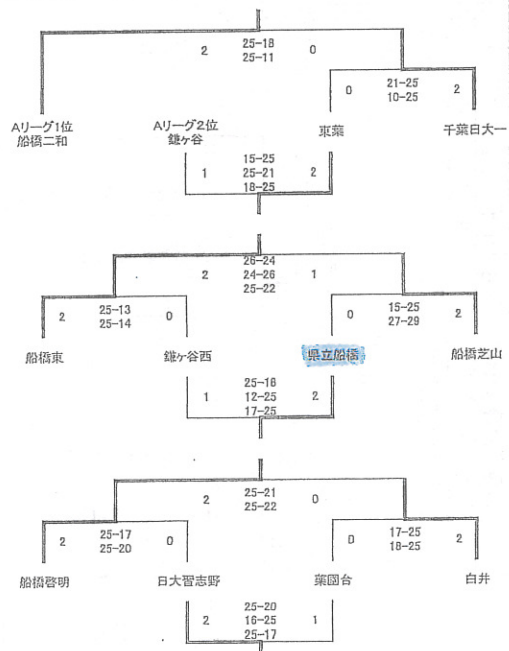 2 25-18 0
25-11
0 21-25 2
10-25
Aリーグ1位
船橋二和
Aリーグ2位
鎌ヶ谷
東葉
千葉日大一
15-25
1 25-21 2
18-25
26-24
2 24-26 1
25-22
2 25-13 0
25-14
0 15-25 2
27-29
船橋東
鎌ヶ谷西
県立船橋
船橋芝山
25-16
1 12-25 2
17-25
2 25-21 0
25-22
2 25-17 0
25-20
0 17-25 2
18-25
船橋啓明
日大習志野
薬園台
白井
25-20
2 16-25 1
25-17